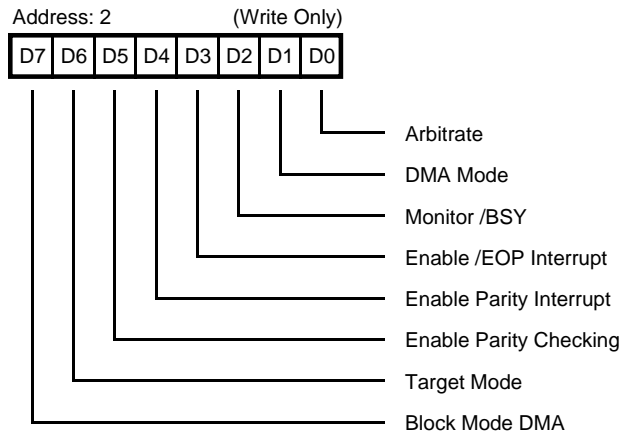 Address: 2 (Write Only)
D7 D6 D5 D4 D3 D2 D1 D0
Arbitrate
DMA Mode
Monitor /BSY
Enable /EOP Interrupt
Enable Parity Interrupt
Enable Parity Checking
Target Mode
Block Mode DMA